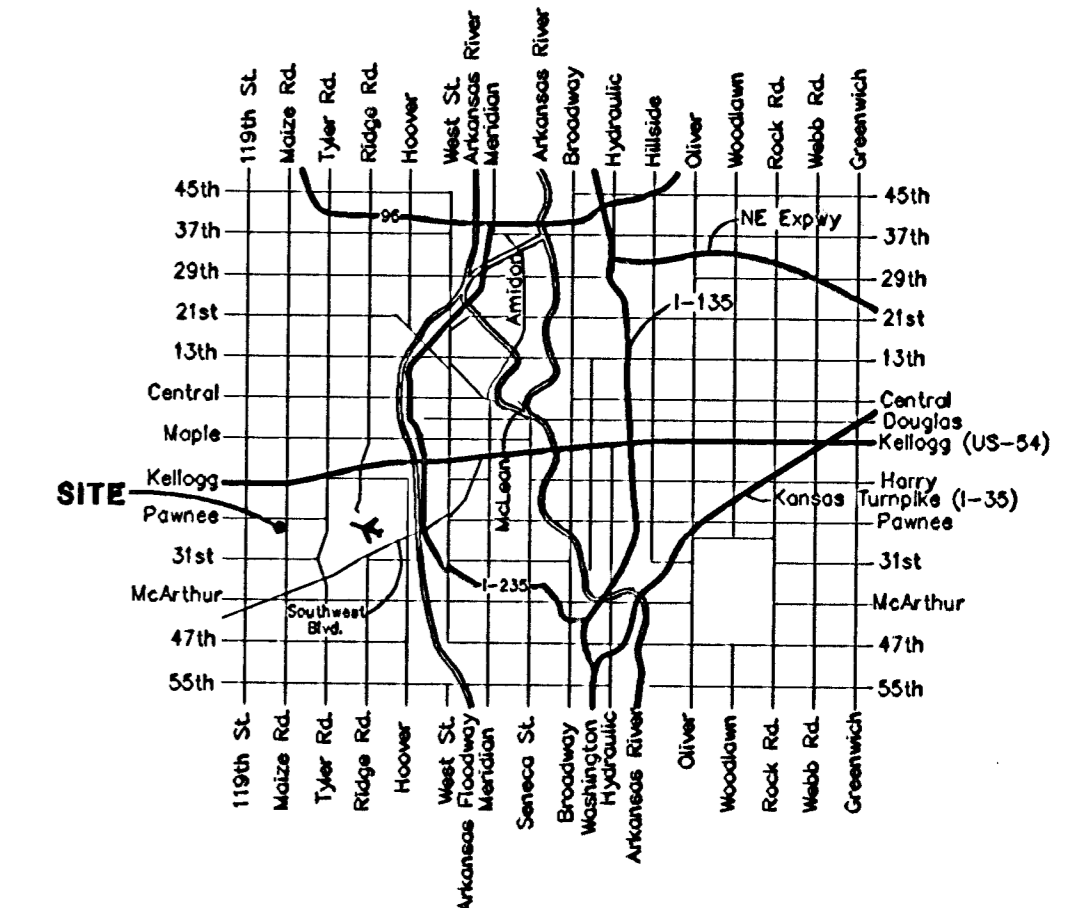 119th St.
Maize Rd.
Tyler Rd.
Ridge Rd.
Hoover
West St.
Arkansas River
Meridian
Arkansas River
Broadway
Hydraulic
Hillside
Oliver
Woodlawn
Rock Rd.
Webb Rd.
Greenwich
45th
37th
29th
21st
13th
Central
Maple
Kellogg
SITE
Pawnee
31st
McArthur
47th
55th
96
Amidon
NE Expwy
I-135
McLean
I-235
Southwest
Blvd.
Kansas Turnpike (I-35)
45th
37th
29th
21st
13th
Central
Douglas
Kellogg (US-54)
Harry
Pawnee
31st
McArthur
47th
55th
119th St.
Maize Rd.
Tyler Rd.
Ridge Rd.
Hoover
West St.
Arkansas Floodway
Meridian
Seneca St.
Broadway
Washington
Hydraulic
Arkansas River
Oliver
Woodlawn
Rock Rd.
Webb Rd.
Greenwich